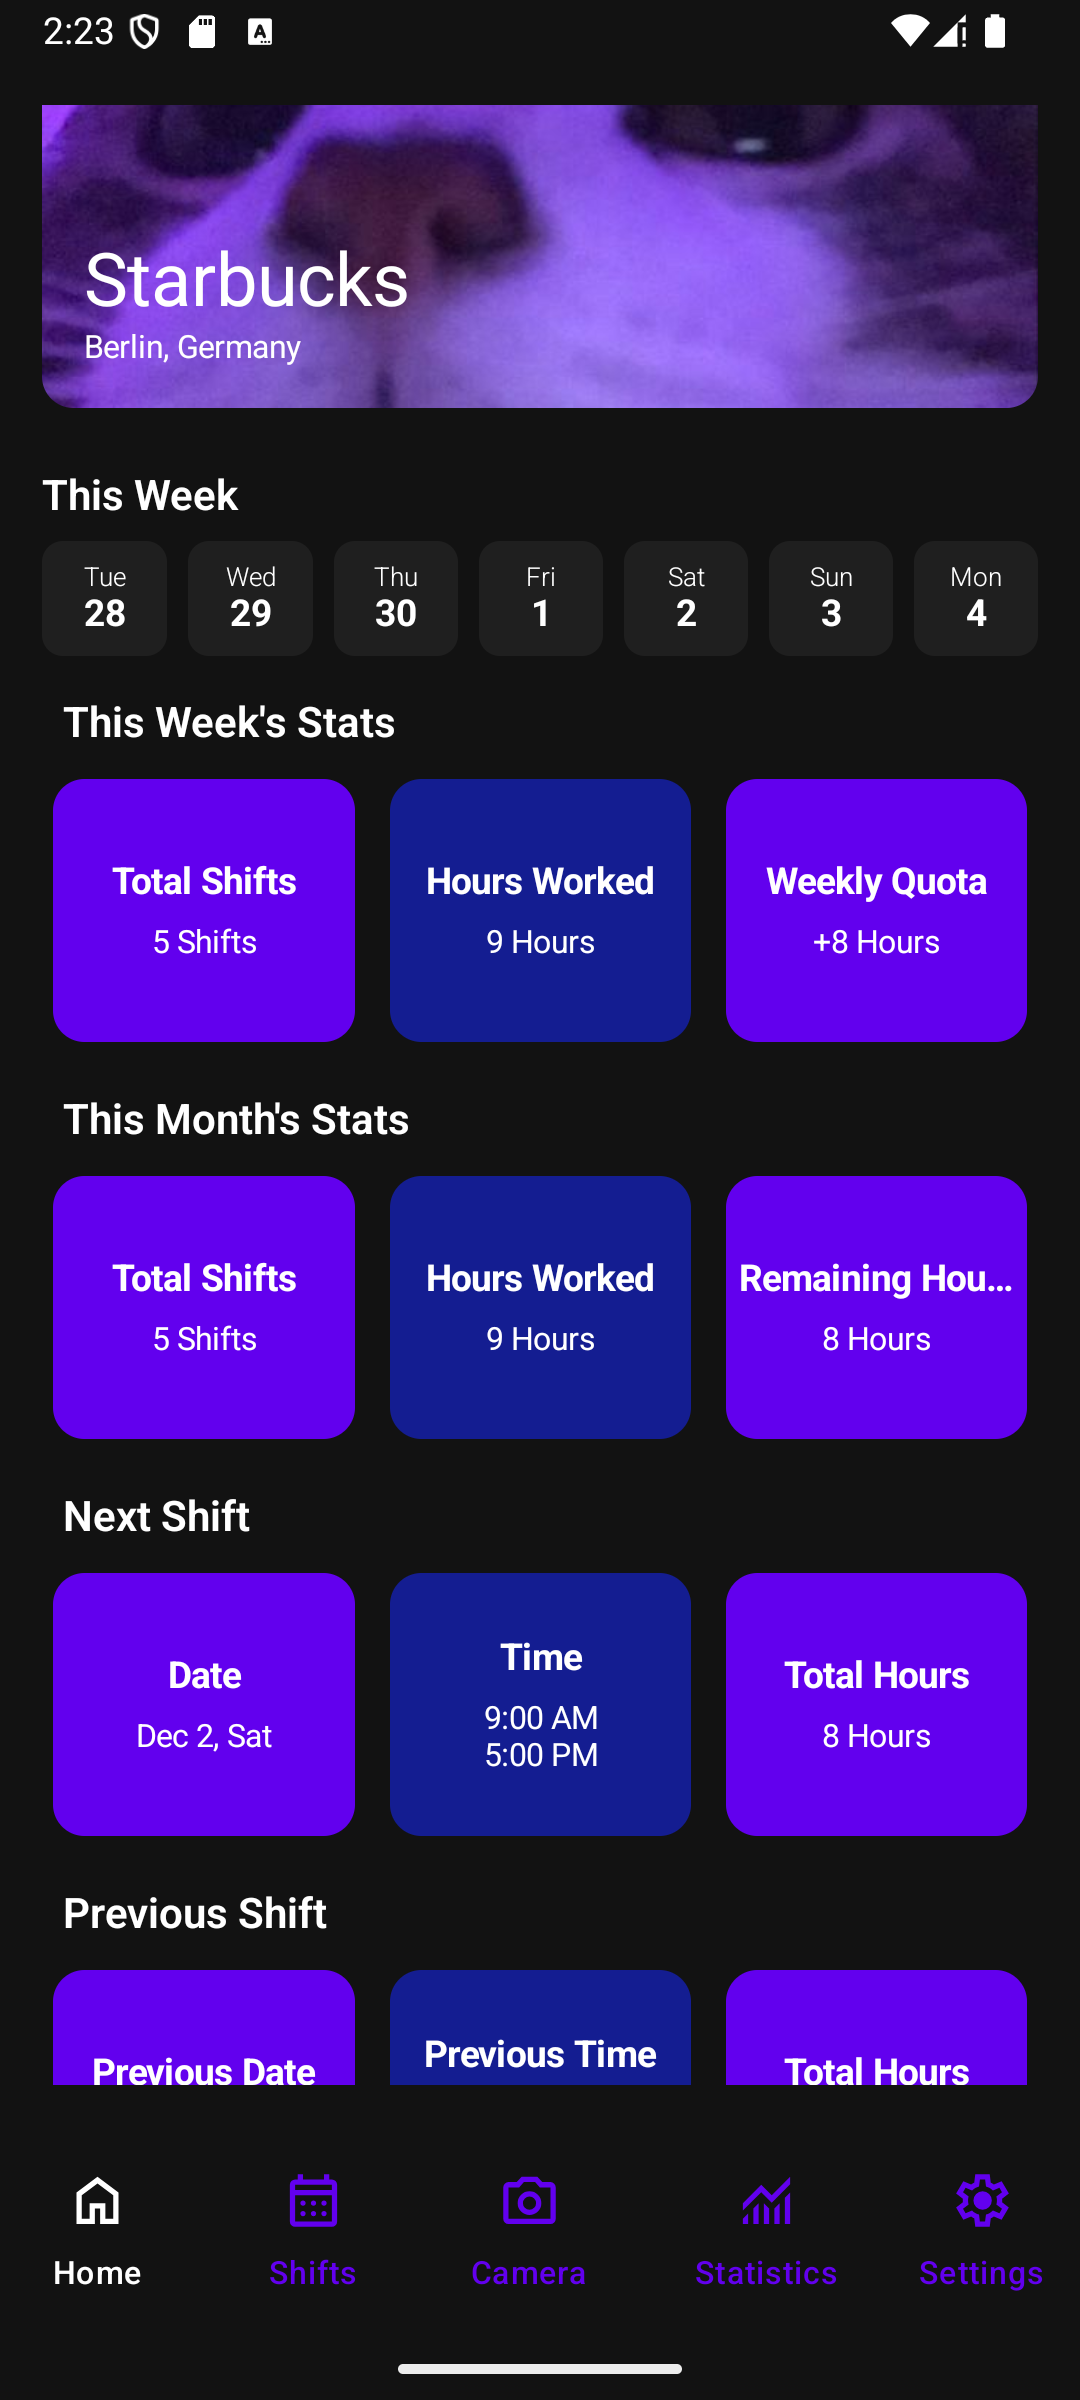 2:23
Starbucks
Berlin, Germany
This Week
Tue Wed Thu Fri Sat Sun Mon
28 29 30 1 2 3 4
This Week's Stats
Total Shifts Hours Worked Weekly Quota
5 Shifts 9 Hours +8 Hours
This Month's Stats
Total Shifts Hours Worked Remaining Hou...
5 Shifts 9 Hours 8 Hours
Next Shift
Date Time Total Hours
Dec 2, Sat 9:00 AM 8 Hours
5:00 PM
Previous Shift
Previous Date Previous Time Total Hours
Home Shifts Camera Statistics Settings